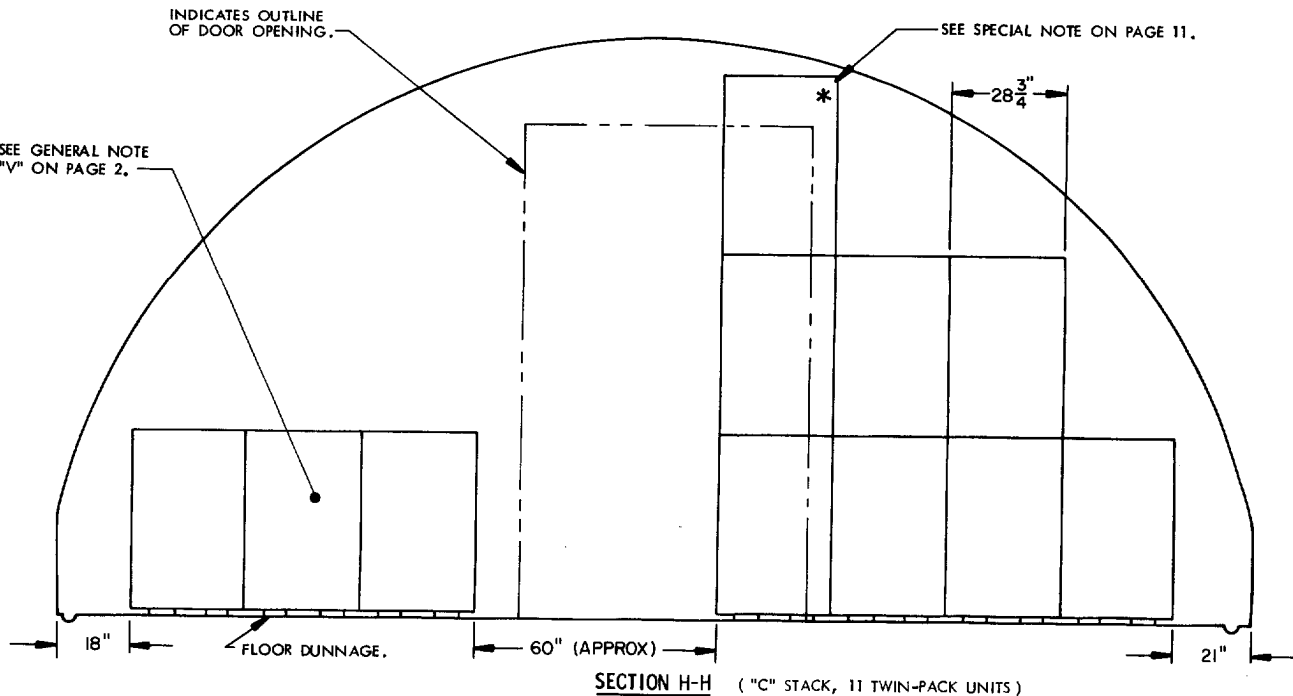 INDICATES OUTLINE
OF DOOR OPENING.
SEE SPECIAL NOTE ON PAGE 11.
*
28 3/4"
SEE GENERAL NOTE
"V" ON PAGE 2.
18"
FLOOR DUNNAGE.
60" (APPROX)
21"
SECTION H-H ("C" STACK, 11 TWIN-PACK UNITS)